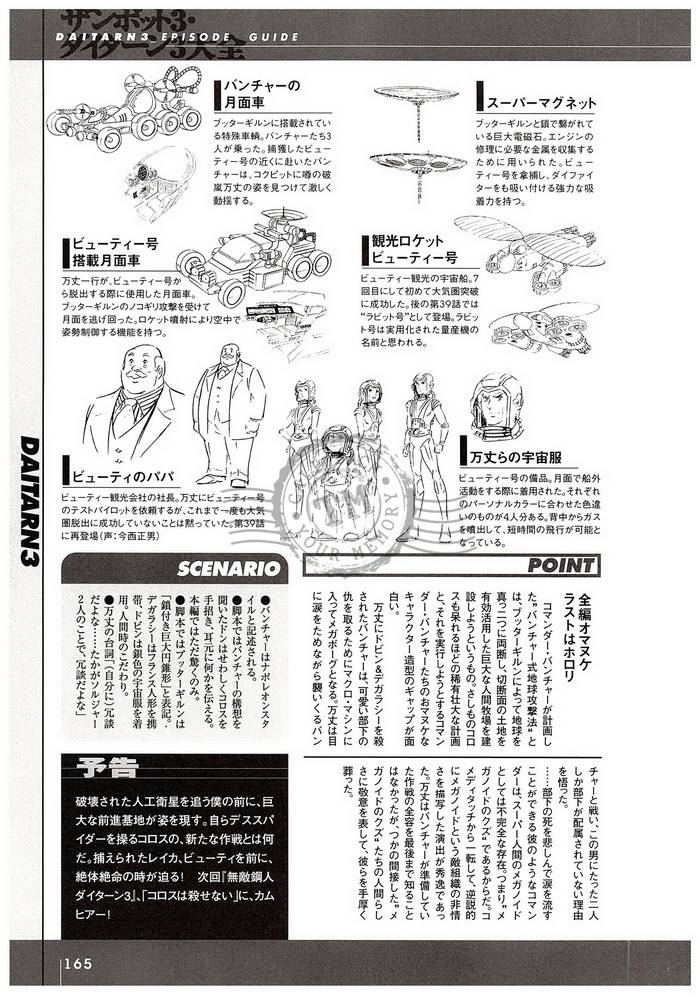 ザンボット3・
ダイターン3大全
DAITARN3 EPISODE GUIDE
バンチャーの
月面車
ブッターギルンに搭載されてい
る特殊車輌。バンチャーたち3
人が乗った。捕獲したビュー
ティー号の近くに赴いたバン
チャーは、コクピットに噂の破
嵐万丈の姿を見つけて激しく
動揺する。
スーパーマグネット
ブッターギルンと鎖で繋がれて
いる巨大電磁石。エンジンの
修理に必要な金属を収集する
ために用いられた。ビュー
ティー号を拿捕し、ダイファイ
ターをも吸い付ける強力な吸
着力を持つ。
ビューティー号
搭載月面車
万丈一行が、ビューティー号か
ら脱出する際に使用した月面車。
ブッターギルンのノコギリ攻撃を受けて
月面を逃げ回った。ロケット噴射により空中で
姿勢制御する機能を持つ。
観光ロケット
ビューティー号
ビューティー観光の宇宙船。7
回目にして初めて大気圏突破
に成功した。後の第39話では
“ラビット号”として登場。ラビッ
ト号は実用化された量産機の
名前と思われる。
ビューティのパパ
ビューティー観光会社の社長。万丈にビューティー号
のテストパイロットを依頼するが、これまで一度も大気
圏脱出に成功していないことは黙っていた。第39話
に再登場(声:今西正男)
万丈らの宇宙服
ビューティー号の備品。月面で船外
活動をする際に着用された。それぞれ
のパーソナルカラーに合わせた色違
いのものが4人分ある。背中からガス
を噴出して、短時間の飛行が可能と
なっている。
TM
YOUR MEMORY
DAITARN3
SCENARIO
●バンチャーはナポレオンスタ
イルと記述される。
●脚本ではバンチャーの構想を
聞いたドンはせわしくコロスを
手招き、耳元に何かを伝える。
本編ではただ驚くのみ。
●脚本ではブッターギルンは
「鎖付き巨大円錐形」と表記。
デガラシーはフランス人形を携
帯、ドビンは銀色の宇宙服を着
用。人間時のこだわり。
●万丈の台詞「(自分に)冗談
だよな……たかがソルジャー
2人のことで、冗談だよな」
POINT
全編オマヌケ
ラストはホロリ
コマンダー・バンチャーが計画し
た“バンチャー式地球攻撃法”と
は、ブッターギルンによって地球を
真っ二つに両断し、切断面の土地を
有効活用した巨大な人間牧場を建
設しようというもの。さしものコロ
スも呆れるほどの稀有壮大な計画
と、それを実行しようとするコマン
ダー・バンチャーたちのおマヌケな
キャラクター造型のギャップが面
白い。
万丈にドビン＆デガラシーを殺
されたバンチャーは、可愛い部下の
仇を取るためにマクロ・マシンに
入ってメガボーグとなる。万丈は目
に涙をためながら襲いくるバン
チャーと戦い、この男にたった二人
しか部下が配属されていない理由
を悟った。
……部下の死を悲しんで涙を流す
ことができる彼のようなコマン
ダーは、スーパー人間のメガノイド
としては不完全な存在。つまり“メ
ガノイドのクズ”であるからだ。コ
メディタッチから一転して、逆説的
にメガノイドという敵組織の非情
さを描写した演出が秀逸であっ
た。万丈はバンチャーが準備してい
た作戦の全容を最後まで知ること
はなかったが、つかの間接した“メ
ガノイドのクズ”たちの人間らし
さに敬意を表して、彼らを手厚く
葬った。
予告
破壊された人工衛星を追う僕の前に、巨
大な前進基地が姿を現す。自らデススパ
イダーを操るコロスの、新たな作戦とは何
だ。捕えられたレイカ、ビューティを前に、
絶体絶命の時が迫る! 次回『無敵鋼人
ダイターン3』、「コロスは殺せない」に、カム
ヒアー!
165